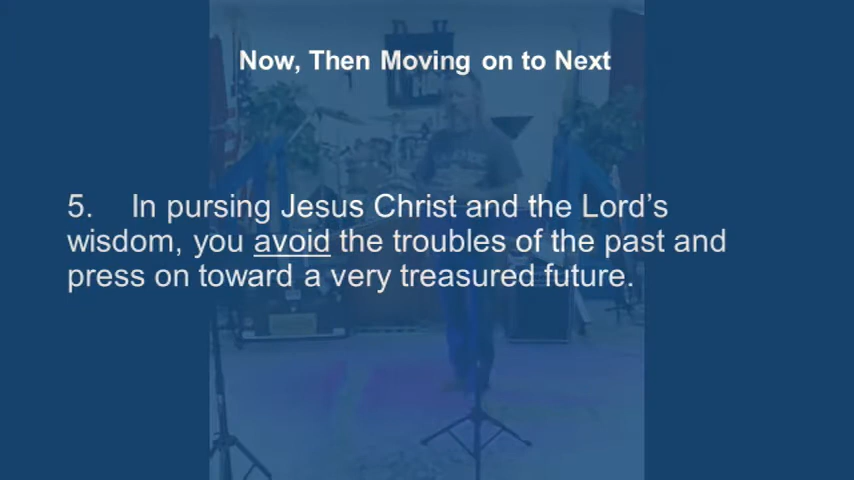 Now, Then Moving on to Next
5. In pursing Jesus Christ and the Lord's
wisdom, you avoid the troubles of the past and
press on toward a very treasured future.